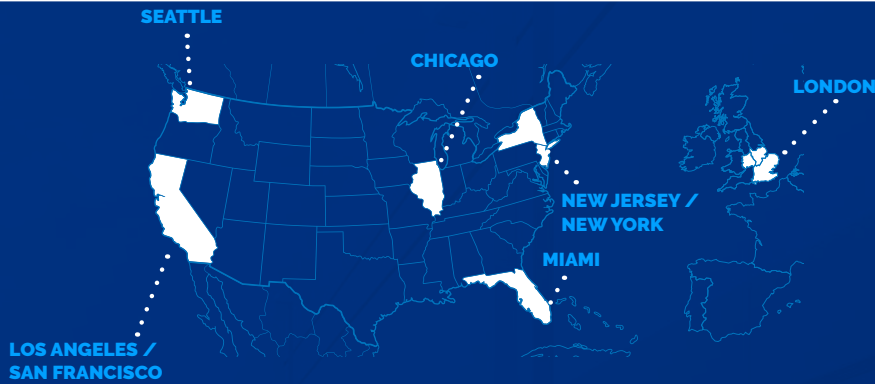 SEATTLE
CHICAGO
LONDON
NEW JERSEY /
NEW YORK
MIAMI
LOS ANGELES /
SAN FRANCISCO